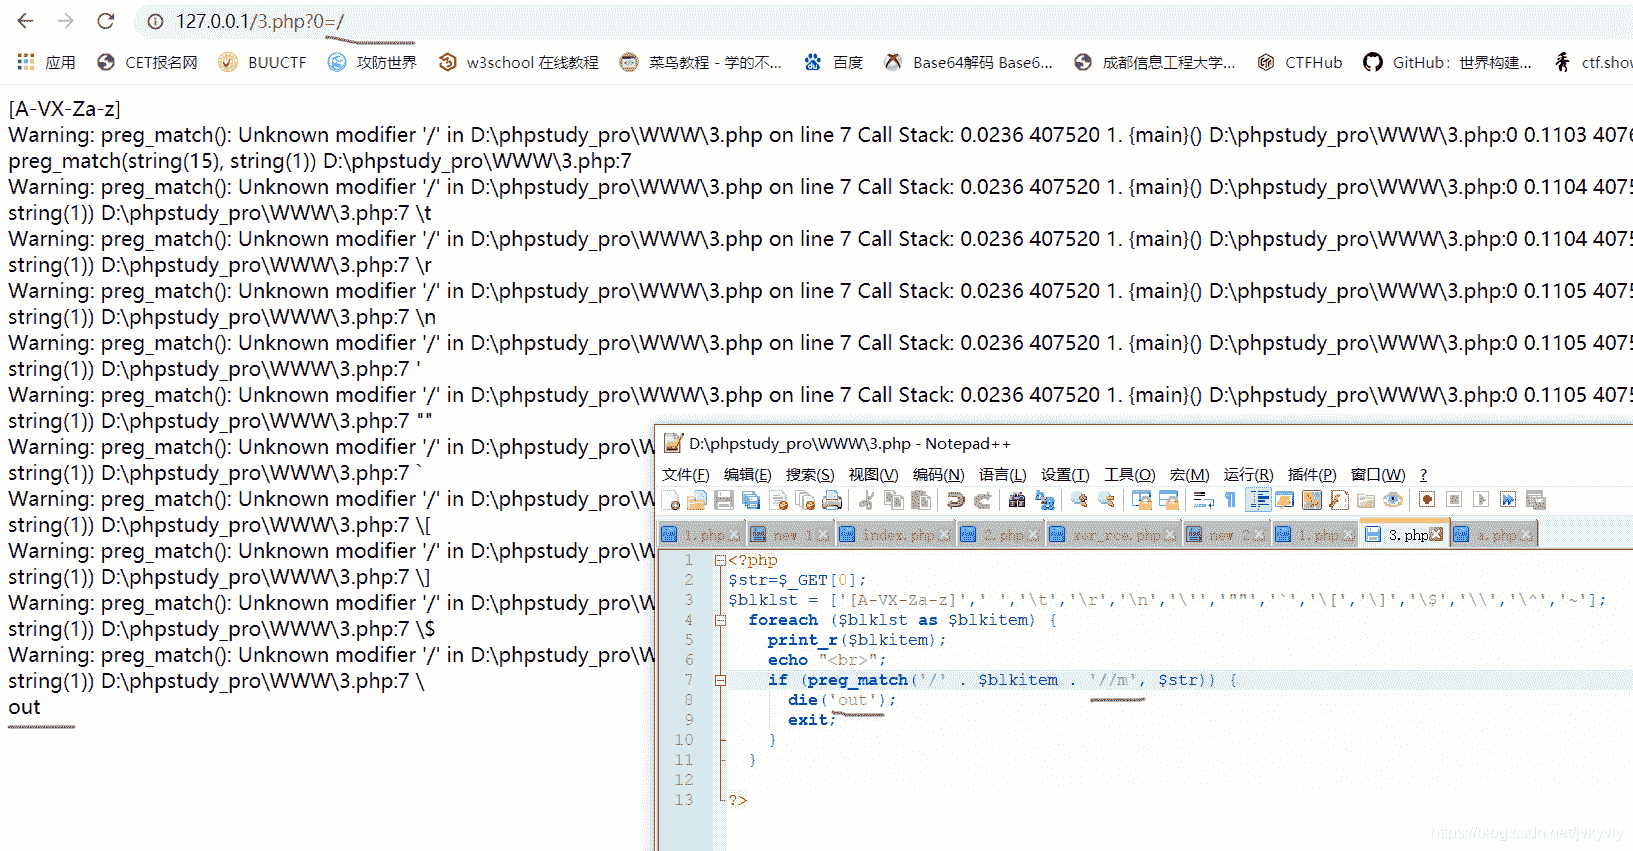 127.0.0.1/3.php?0=/
应用 CET报名网 BUUCTF 攻防世界 w3school 在线教程 菜鸟教程 - 学的不... 百度 Base64解码 Base6... 成都信息工程大学... CTFHub GitHub：世界构建... ctf.show
[A-VX-Za-z]
Warning: preg_match(): Unknown modifier '/' in D:\phpstudy_pro\WWW\3.php on line 7 Call Stack: 0.0236 407520 1. {main}() D:\phpstudy_pro\WWW\3.php:0 0.1103 4076
preg_match(string(15), string(1)) D:\phpstudy_pro\WWW\3.php:7
Warning: preg_match(): Unknown modifier '/' in D:\phpstudy_pro\WWW\3.php on line 7 Call Stack: 0.0236 407520 1. {main}() D:\phpstudy_pro\WWW\3.php:0 0.1104 4075
string(1)) D:\phpstudy_pro\WWW\3.php:7 \t
Warning: preg_match(): Unknown modifier '/' in D:\phpstudy_pro\WWW\3.php on line 7 Call Stack: 0.0236 407520 1. {main}() D:\phpstudy_pro\WWW\3.php:0 0.1104 4075
string(1)) D:\phpstudy_pro\WWW\3.php:7 \r
Warning: preg_match(): Unknown modifier '/' in D:\phpstudy_pro\WWW\3.php on line 7 Call Stack: 0.0236 407520 1. {main}() D:\phpstudy_pro\WWW\3.php:0 0.1105 4075
string(1)) D:\phpstudy_pro\WWW\3.php:7 \n
Warning: preg_match(): Unknown modifier '/' in D:\phpstudy_pro\WWW\3.php on line 7 Call Stack: 0.0236 407520 1. {main}() D:\phpstudy_pro\WWW\3.php:0 0.1105 4075
string(1)) D:\phpstudy_pro\WWW\3.php:7 '
Warning: preg_match(): Unknown modifier '/' in D:\phpstudy_pro\WWW\3.php on line 7 Call Stack: 0.0236 407520 1. {main}() D:\phpstudy_pro\WWW\3.php:0 0.1105 4075
string(1)) D:\phpstudy_pro\WWW\3.php:7 ""
Warning: preg_match(): Unknown modifier '/' in D:\phpstudy_pro\W
string(1)) D:\phpstudy_pro\WWW\3.php:7 `
Warning: preg_match(): Unknown modifier '/' in D:\phpstudy_pro\W
string(1)) D:\phpstudy_pro\WWW\3.php:7 \[
Warning: preg_match(): Unknown modifier '/' in D:\phpstudy_pro\W
string(1)) D:\phpstudy_pro\WWW\3.php:7 \]
Warning: preg_match(): Unknown modifier '/' in D:\phpstudy_pro\W
string(1)) D:\phpstudy_pro\WWW\3.php:7 \$
Warning: preg_match(): Unknown modifier '/' in D:\phpstudy_pro\W
string(1)) D:\phpstudy_pro\WWW\3.php:7 \
out
D:\phpstudy_pro\WWW\3.php - Notepad++
文件(F) 编辑(E) 搜索(S) 视图(V) 编码(N) 语言(L) 设置(T) 工具(O) 宏(M) 运行(R) 插件(P) 窗口(W) ?
1.php new 1 index.php 2.php xor_rce.php new 2 1.php 3.php a.php
1 <?php
2 $str=$_GET[0];
3 $blklst = ['[A-VX-Za-z]',' ','\t','\r','\n','\'','""','`','\[','\]','\$','\\','\^','~'];
4 foreach ($blklst as $blkitem) {
5 print_r($blkitem);
6 echo "<br>";
7 if (preg_match('/' . $blkitem . '//m', $str)) {
8 die('out');
9 exit;
10 }
11 }
12
13 ?>
https://blog.csdn.net/jvkyvly